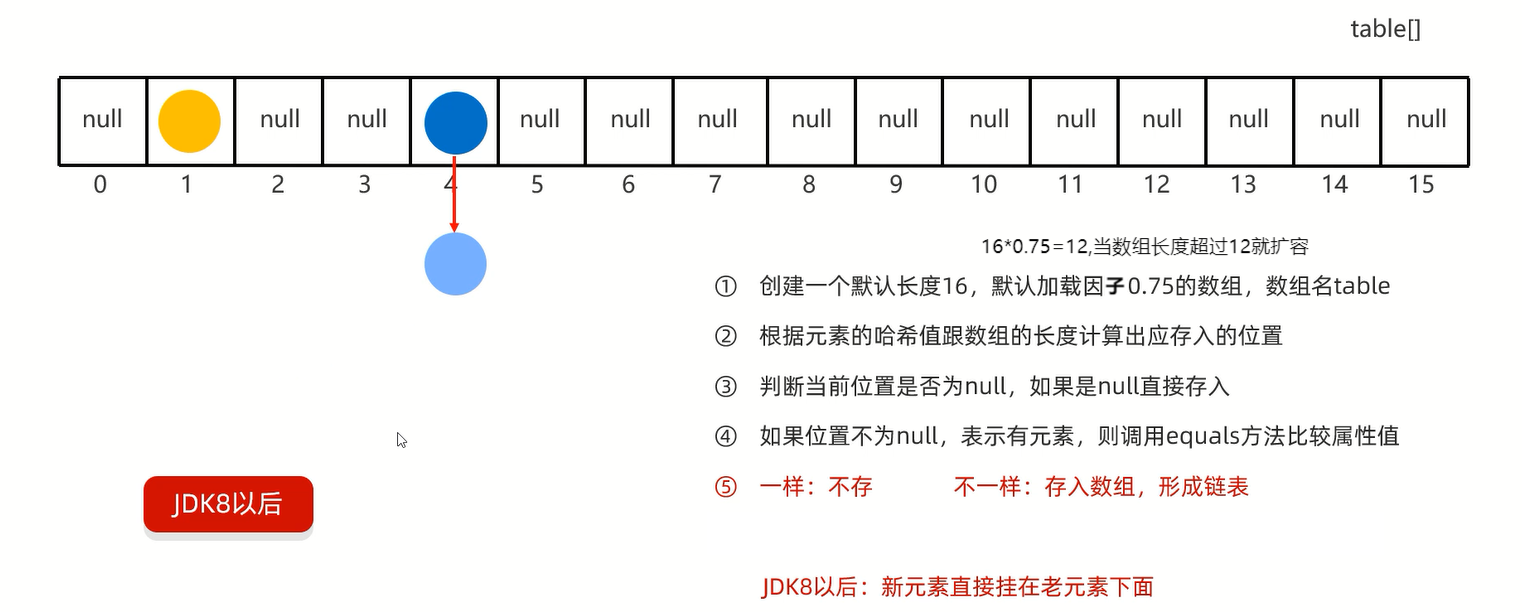 table[]
null null null null null null null null null null null null null null
0 1 2 3 4 5 6 7 8 9 10 11 12 13 14 15
16*0.75=12,当数组长度超过12就扩容
① 创建一个默认长度16，默认加载因子0.75的数组，数组名table
② 根据元素的哈希值跟数组的长度计算出应存入的位置
③ 判断当前位置是否为null，如果是null直接存入
④ 如果位置不为null，表示有元素，则调用equals方法比较属性值
⑤ 一样：不存 不一样：存入数组，形成链表
JDK8以后
JDK8以后：新元素直接挂在老元素下面